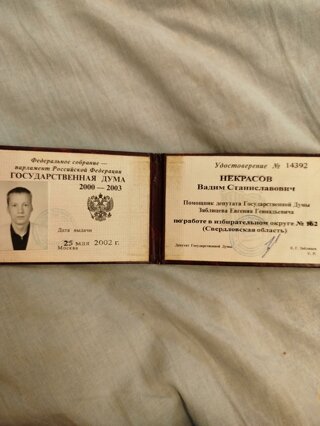 Федеральное собрание —
парламент Российской Федерации
ГОСУДАРСТВЕННАЯ ДУМА
2000 — 2003
Дата выдачи
25 мая 2002 г.
Москва
Удостоверение № 14392
НЕКРАСОВ
Вадим Станиславович
Помощник депутата Государственной Думы
Зяблицева Евгения Геннадьевича
по работе в избирательном округе № 162
(Свердловская область)
Депутат Государственной Думы